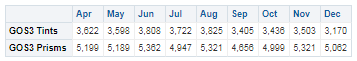 Apr May Jun Jul Aug Sep Oct Nov Dec
GOS3 Tints 3,622 3,598 3,808 3,722 3,825 3,405 3,436 3,503 3,170
GOS3 Prisms 5,199 5,189 5,362 4,947 5,321 4,656 4,999 5,321 5,062